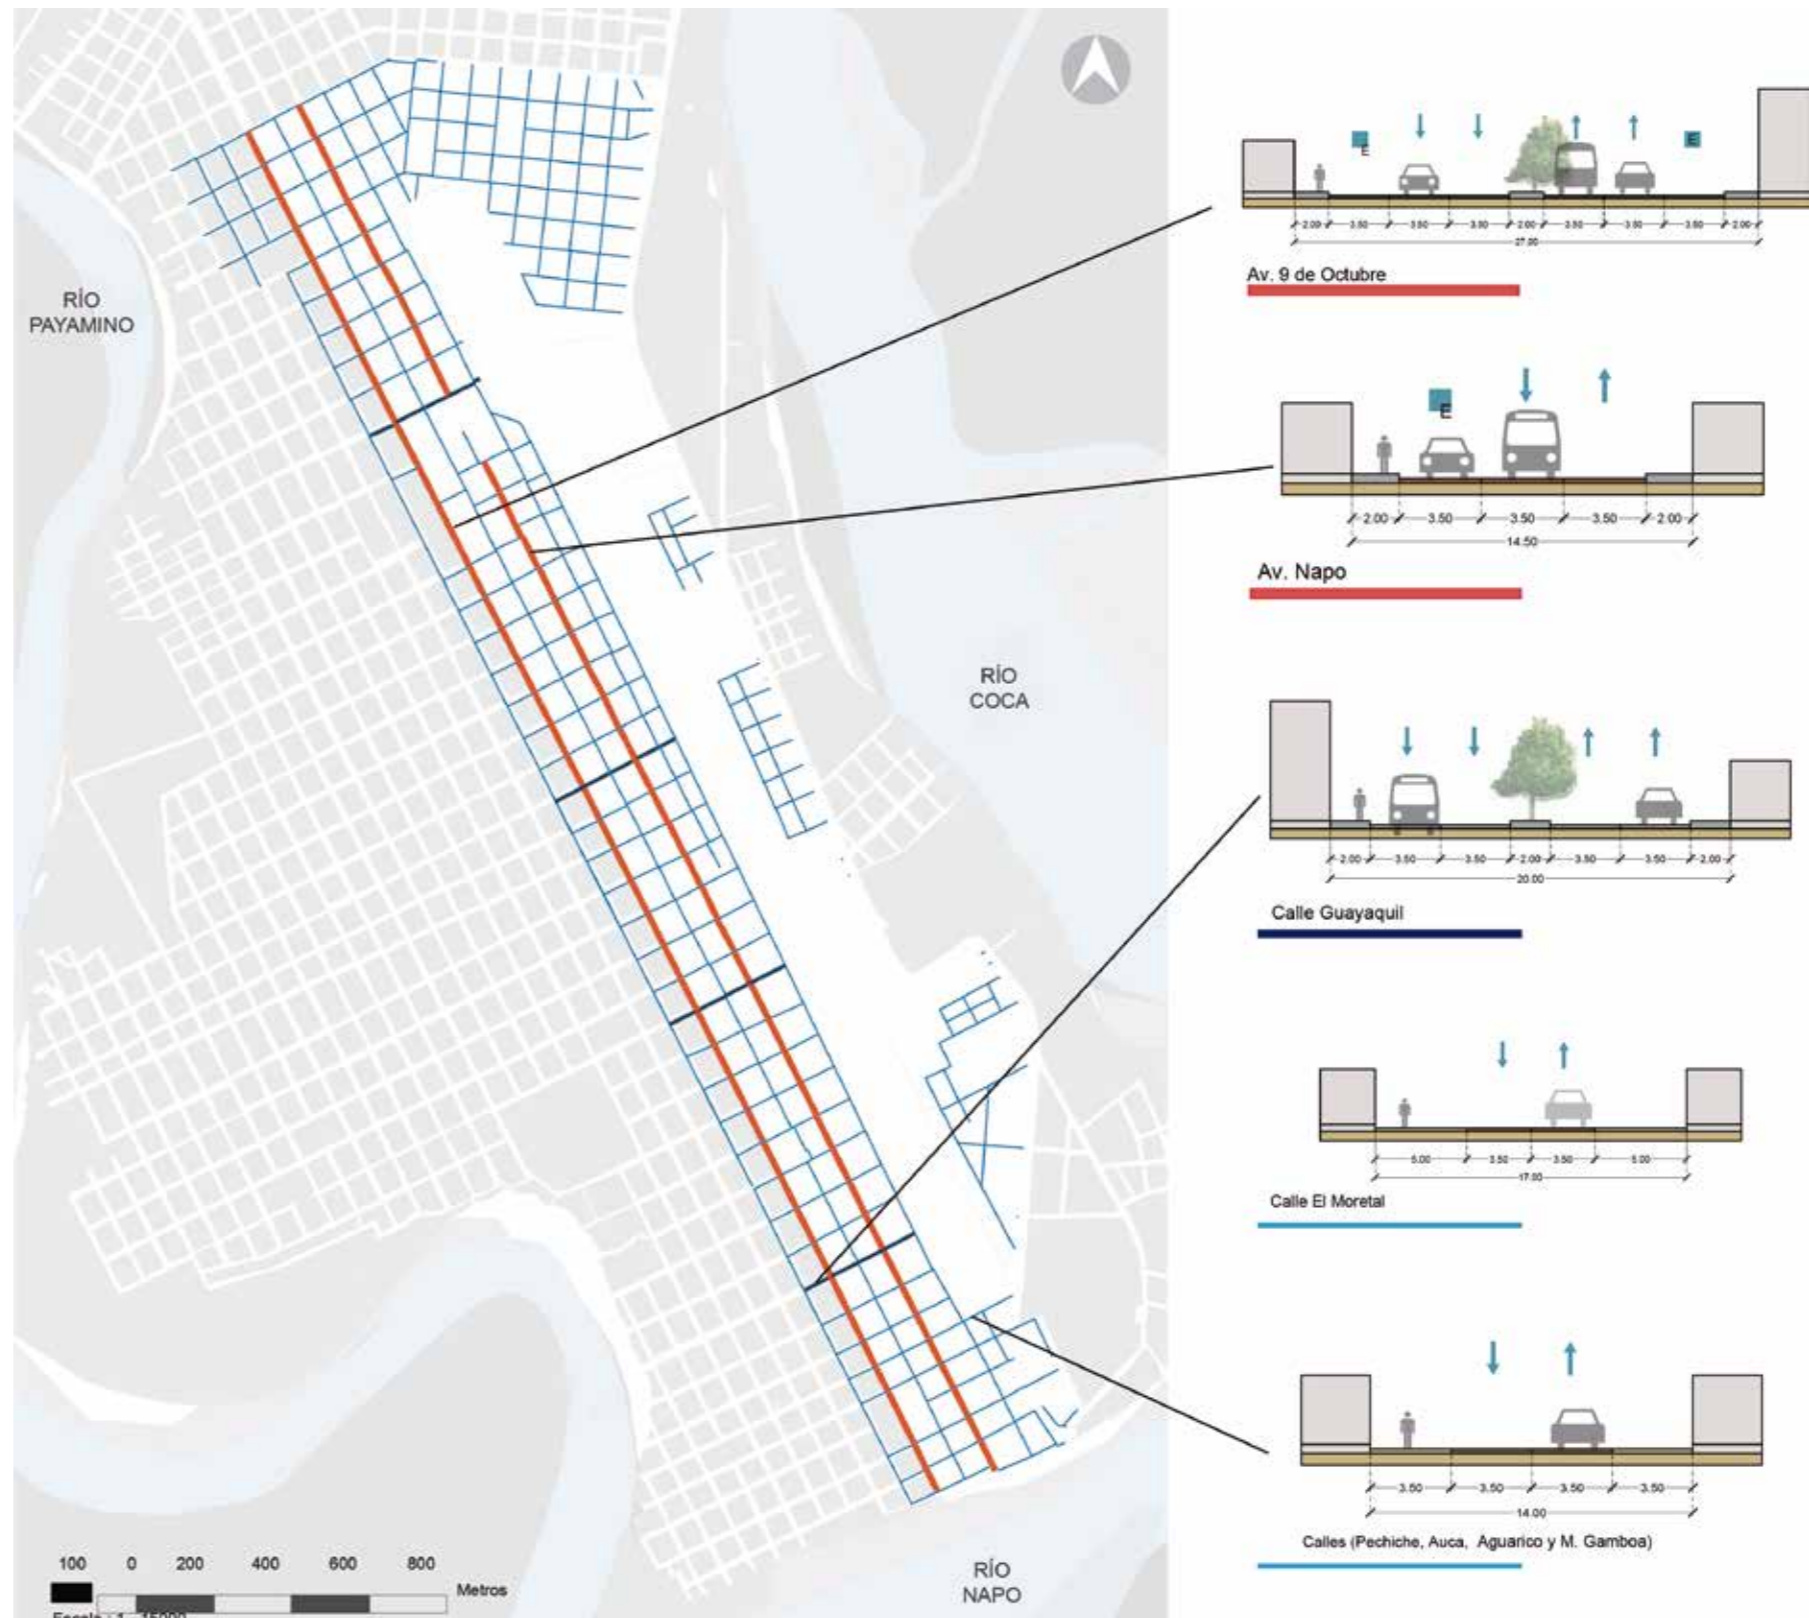 RÍO
PAYAMINO
RÍO
COCA
RÍO
NAPO
100 0 200 400 600 800
Metros
Escala : 1 15000
E E
2.00 3.50 3.50 3.50 2.00 3.50 3.50 3.50 2.00
27.00
Av. 9 de Octubre
E
2.00 3.50 3.50 3.50 2.00
14.50
Av. Napo
2.00 3.50 3.50 2.00 3.50 3.50 2.00
20.00
Calle Guayaquil
5.00 3.50 3.50 5.00
17.00
Calle El Moretal
3.50 3.50 3.50 3.50
14.00
Calles (Pechiche, Auca, Aguarico y M. Gamboa)